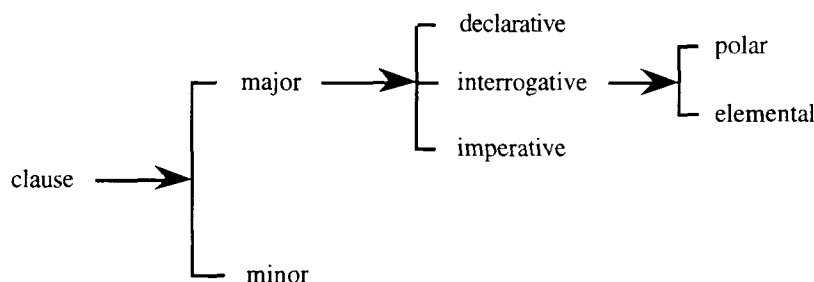 declarative
polar
major
interrogative
elemental
imperative
clause
minor